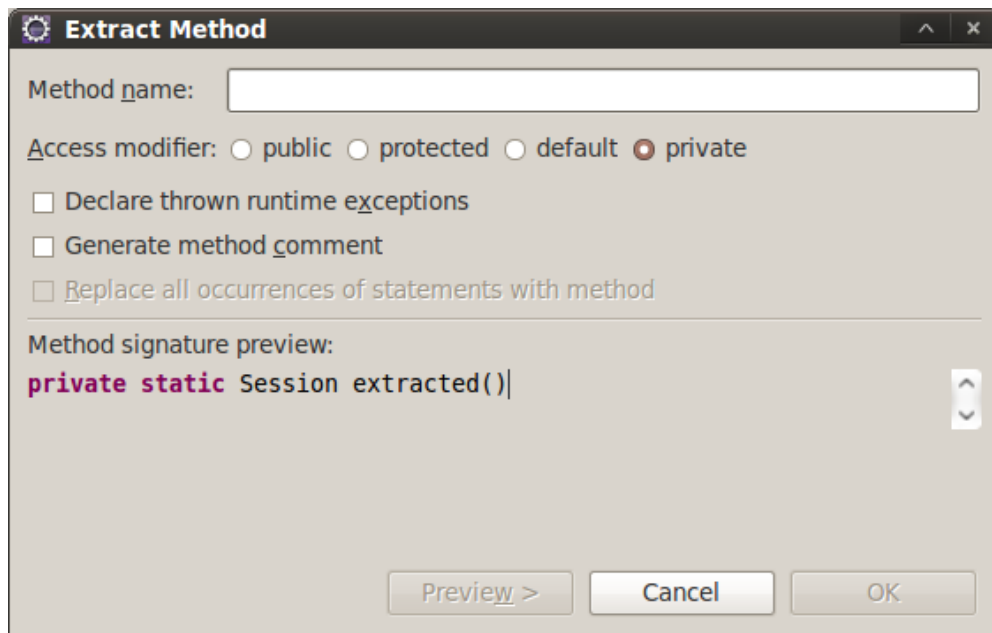 Extract Method
Method name:
Access modifier: public protected default private
Declare thrown runtime exceptions
Generate method comment
Replace all occurrences of statements with method
Method signature preview:
private static Session extracted()
Preview > Cancel OK